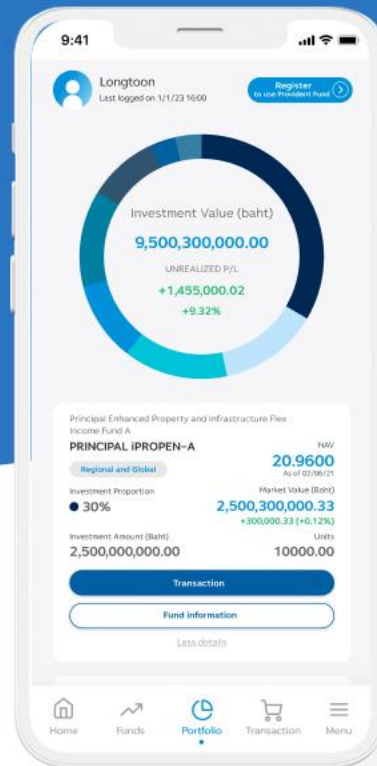 9:41
Longtoon
Last logged on 1/1/23 16:00
Register
to use Provident Fund
Investment Value (baht)
9,500,300,000.00
UNREALIZED P/L
+1,455,000.02
+9.32%
Principal Enhanced Property and Infrastructure Flex
Income Fund A
PRINCIPAL iPROPEN-A
NAV
20.9600
As of 02/06/21
Regional and Global
Investment Proportion
30%
Market Value (Baht)
2,500,300,000.33
+300,000.33 (+0.12%)
Investment Amount (Baht)
2,500,000,000.00
Units
10000.00
Transaction
Fund information
Less details
Home
Funds
Portfolio
Transaction
Menu